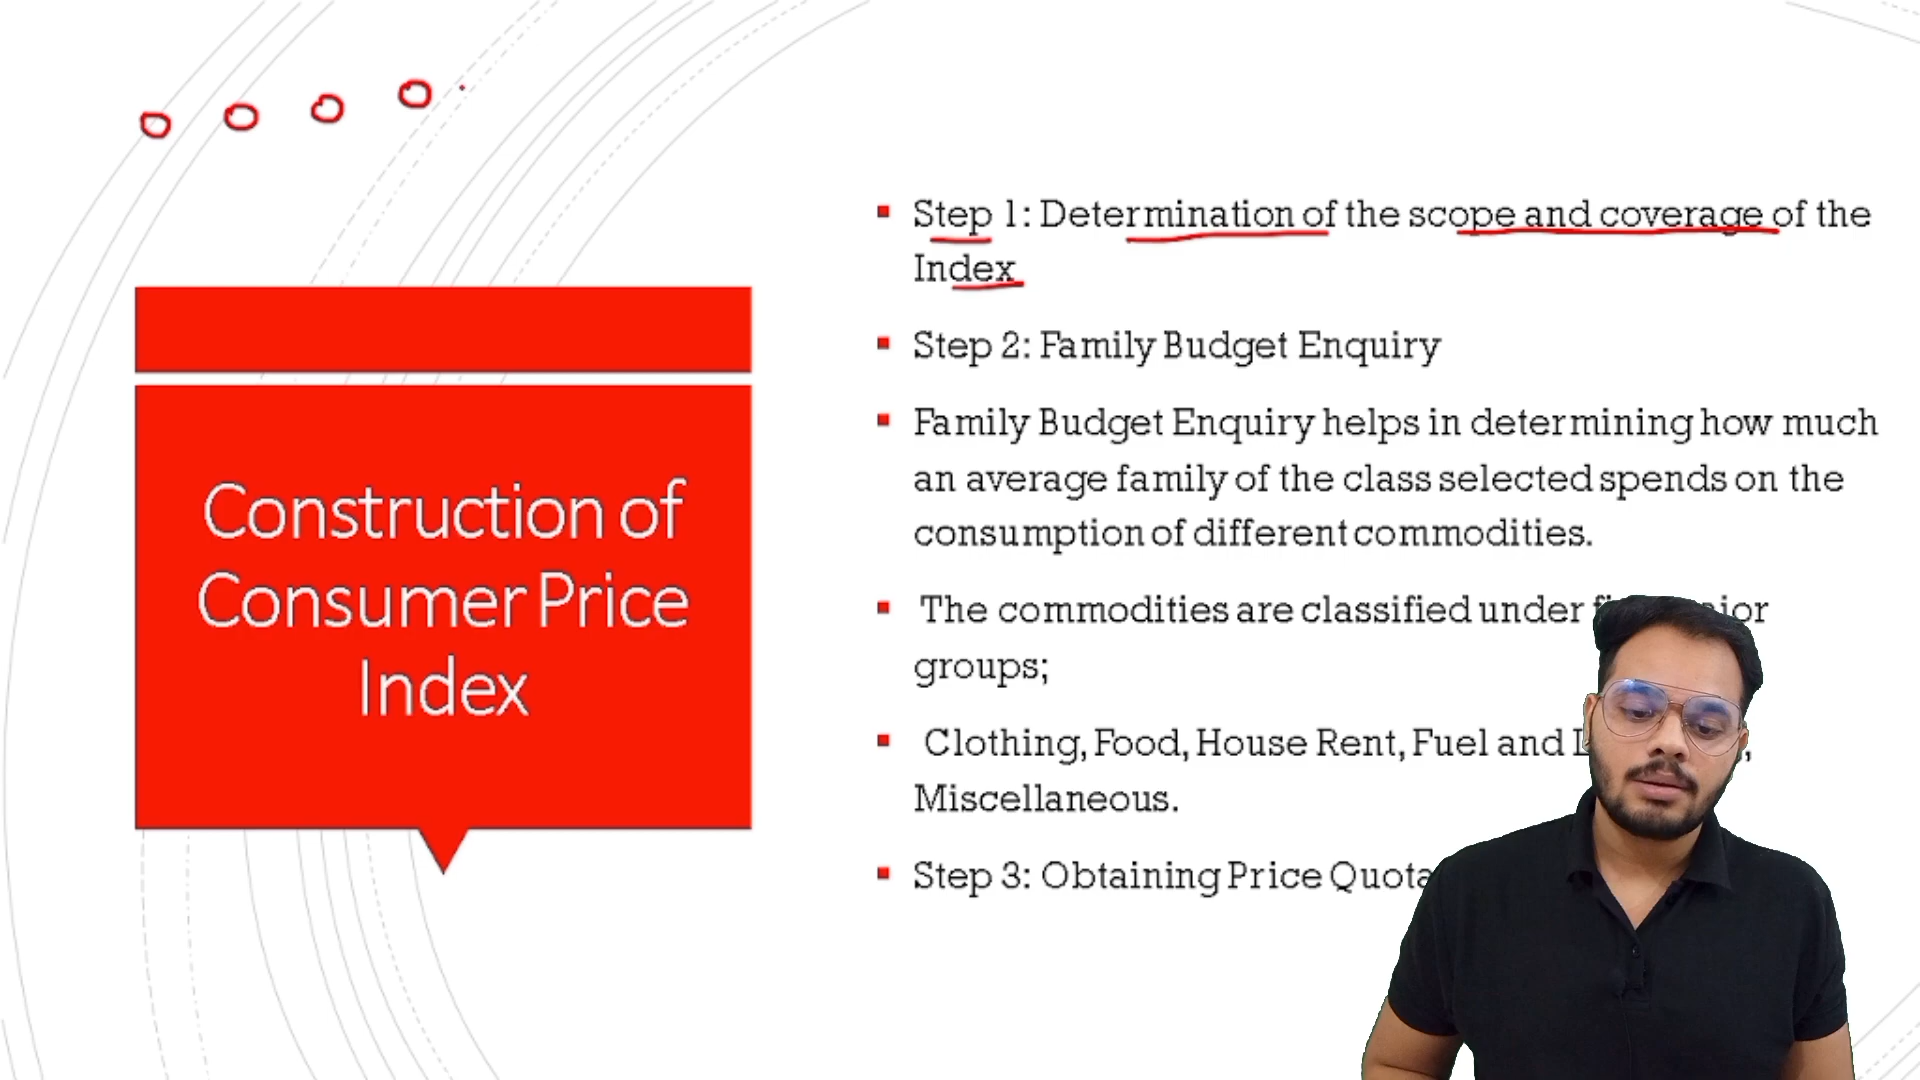 Construction of
Consumer Price
Index
Step 1: Determination of the scope and coverage of the
Index
Step 2: Family Budget Enquiry
Family Budget Enquiry helps in determining how much
an average family of the class selected spends on the
consumption of different commodities.
The commodities are classified under
groups;
Clothing, Food, House Rent, Fuel and
Miscellaneous.
Step 3: Obtaining Price